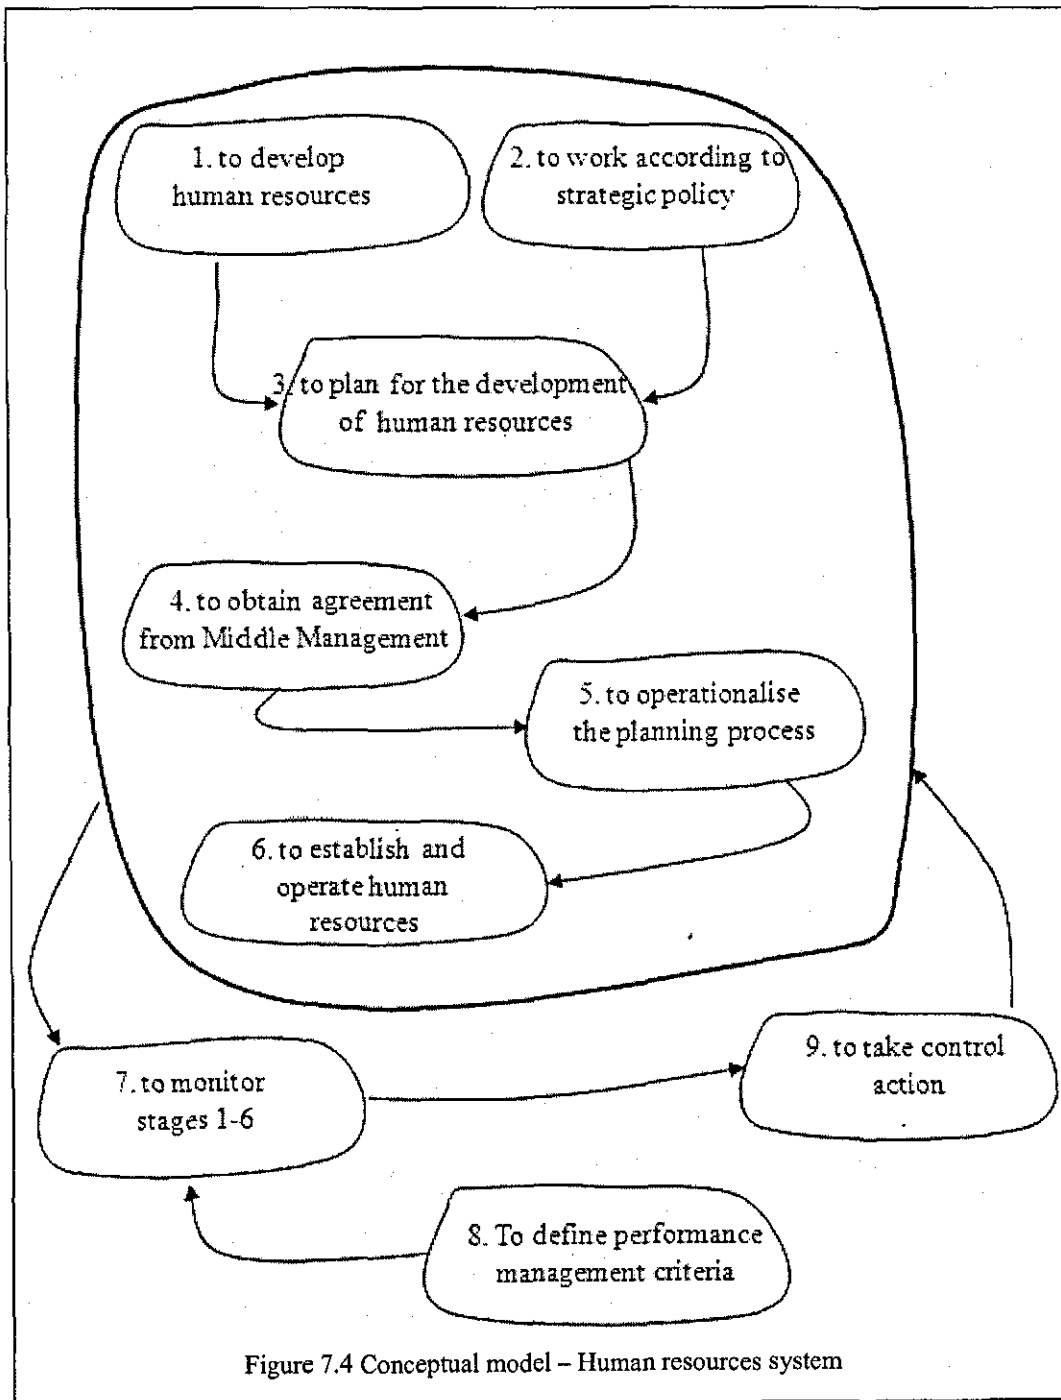 1. to develop
human resources
2. to work according to
strategic policy
3. to plan for the development
of human resources
4. to obtain agreement
from Middle Management
5. to operationalise
the planning process
6. to establish and
operate human
resources
7. to monitor
stages 1-6
9. to take control
action
8. To define performance
management criteria
Figure 7.4 Conceptual model – Human resources system